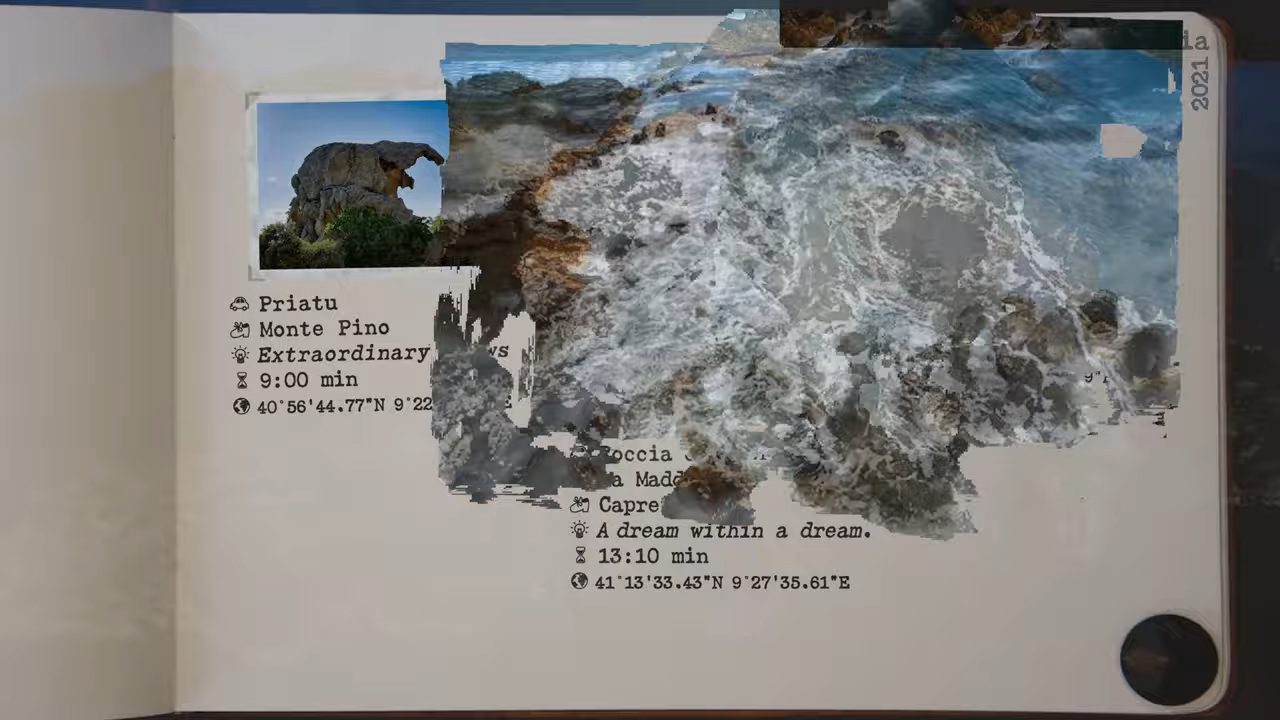 Priatu
Monte Pino
Extraordinary
9:00 min
40°56'44.77"N 9°22
A dream within a dream.
13:10 min
41°13'33.43"N 9°27'35.61"E
2021